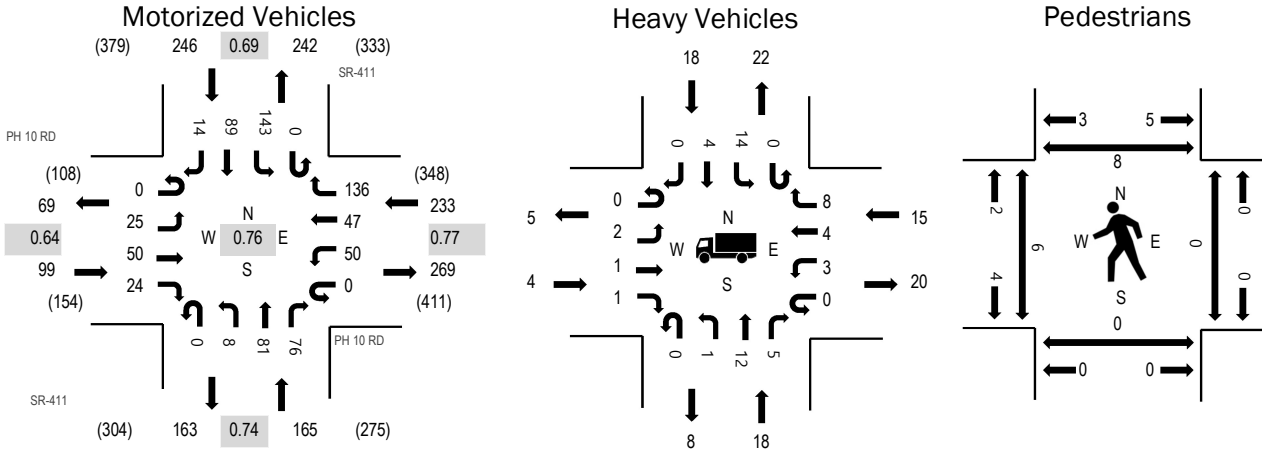 Motorized Vehicles
(379) 246 0.69 242 (333)
SR-411
PH 10 RD
14 89 143 0
(108)
69
0.64
99
(154)
0
25
50
24
N
W 0.76 E
S
136
47
50
0
(348)
233
0.77
269
(411)
0 8 81 76
PH 10 RD
SR-411
(304) 163 0.74 165 (275)
Heavy Vehicles
18 22
0 4 14 0
5
4
0
2
1
1
N
W E
S
8
4
3
0
15
20
0 1 12 5
8 18
Pedestrians
3 5
8
2
4
6
N
W E
S
0
0
0
0
0 0